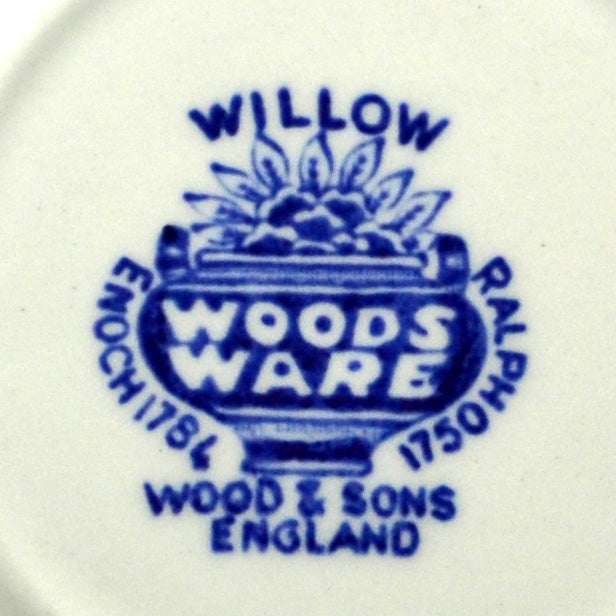 WILLOW
WOODS
WARE
ENOCH 1784
RALPH 1750
WOOD & SONS
ENGLAND